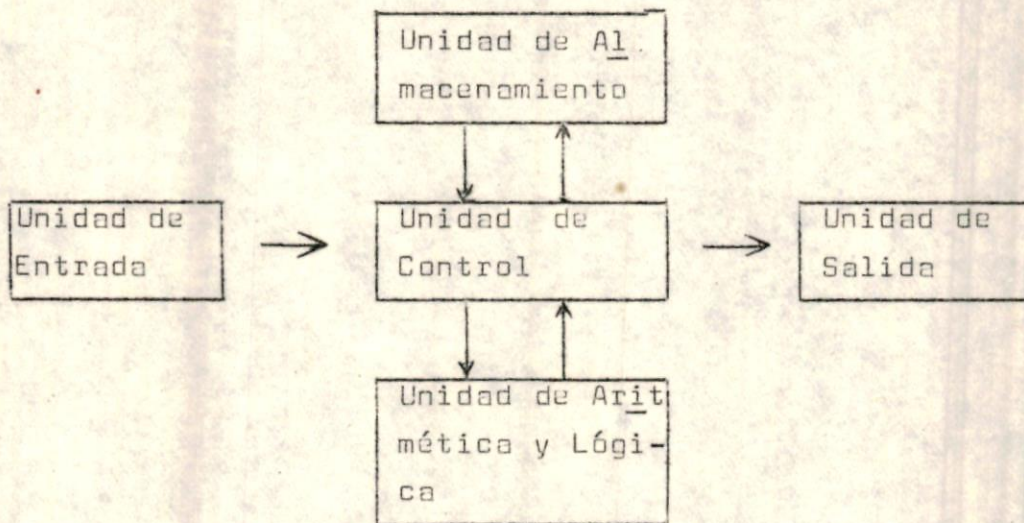 Unidad de Al
macenamiento
Unidad de
Entrada
Unidad de
Control
Unidad de
Salida
Unidad de Arit
mética y Lógi-
ca